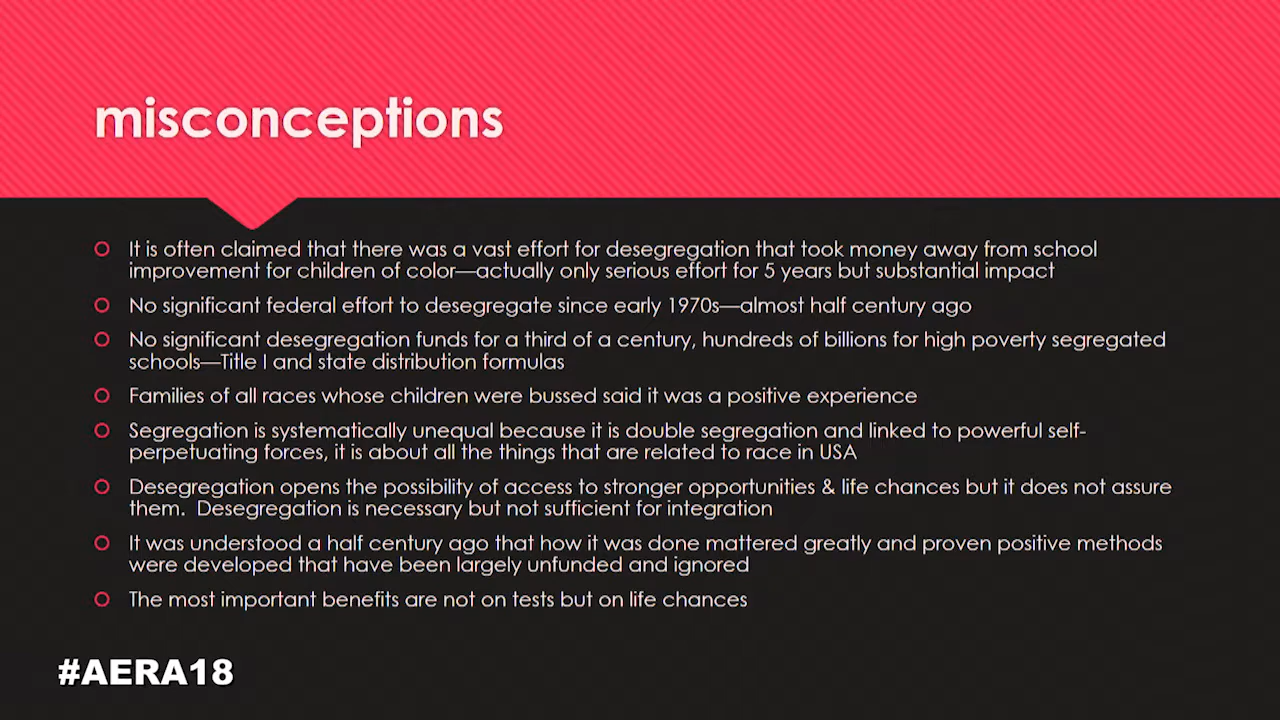 misconceptions
It is often claimed that there was a vast effort for desegregation that took money away from school
improvement for children of color—actually only serious effort for 5 years but substantial impact
No significant federal effort to desegregate since early 1970s—almost half century ago
No significant desegregation funds for a third of a century, hundreds of billions for high poverty segregated
schools—Title I and state distribution formulas
Families of all races whose children were bussed said it was a positive experience
Segregation is systematically unequal because it is double segregation and linked to powerful self-
perpetuating forces, it is about all the things that are related to race in USA
Desegregation opens the possibility of access to stronger opportunities & life chances but it does not assure
them.  Desegregation is necessary but not sufficient for integration
It was understood a half century ago that how it was done mattered greatly and proven positive methods
were developed that have been largely unfunded and ignored
The most important benefits are not on tests but on life chances
#AERA18